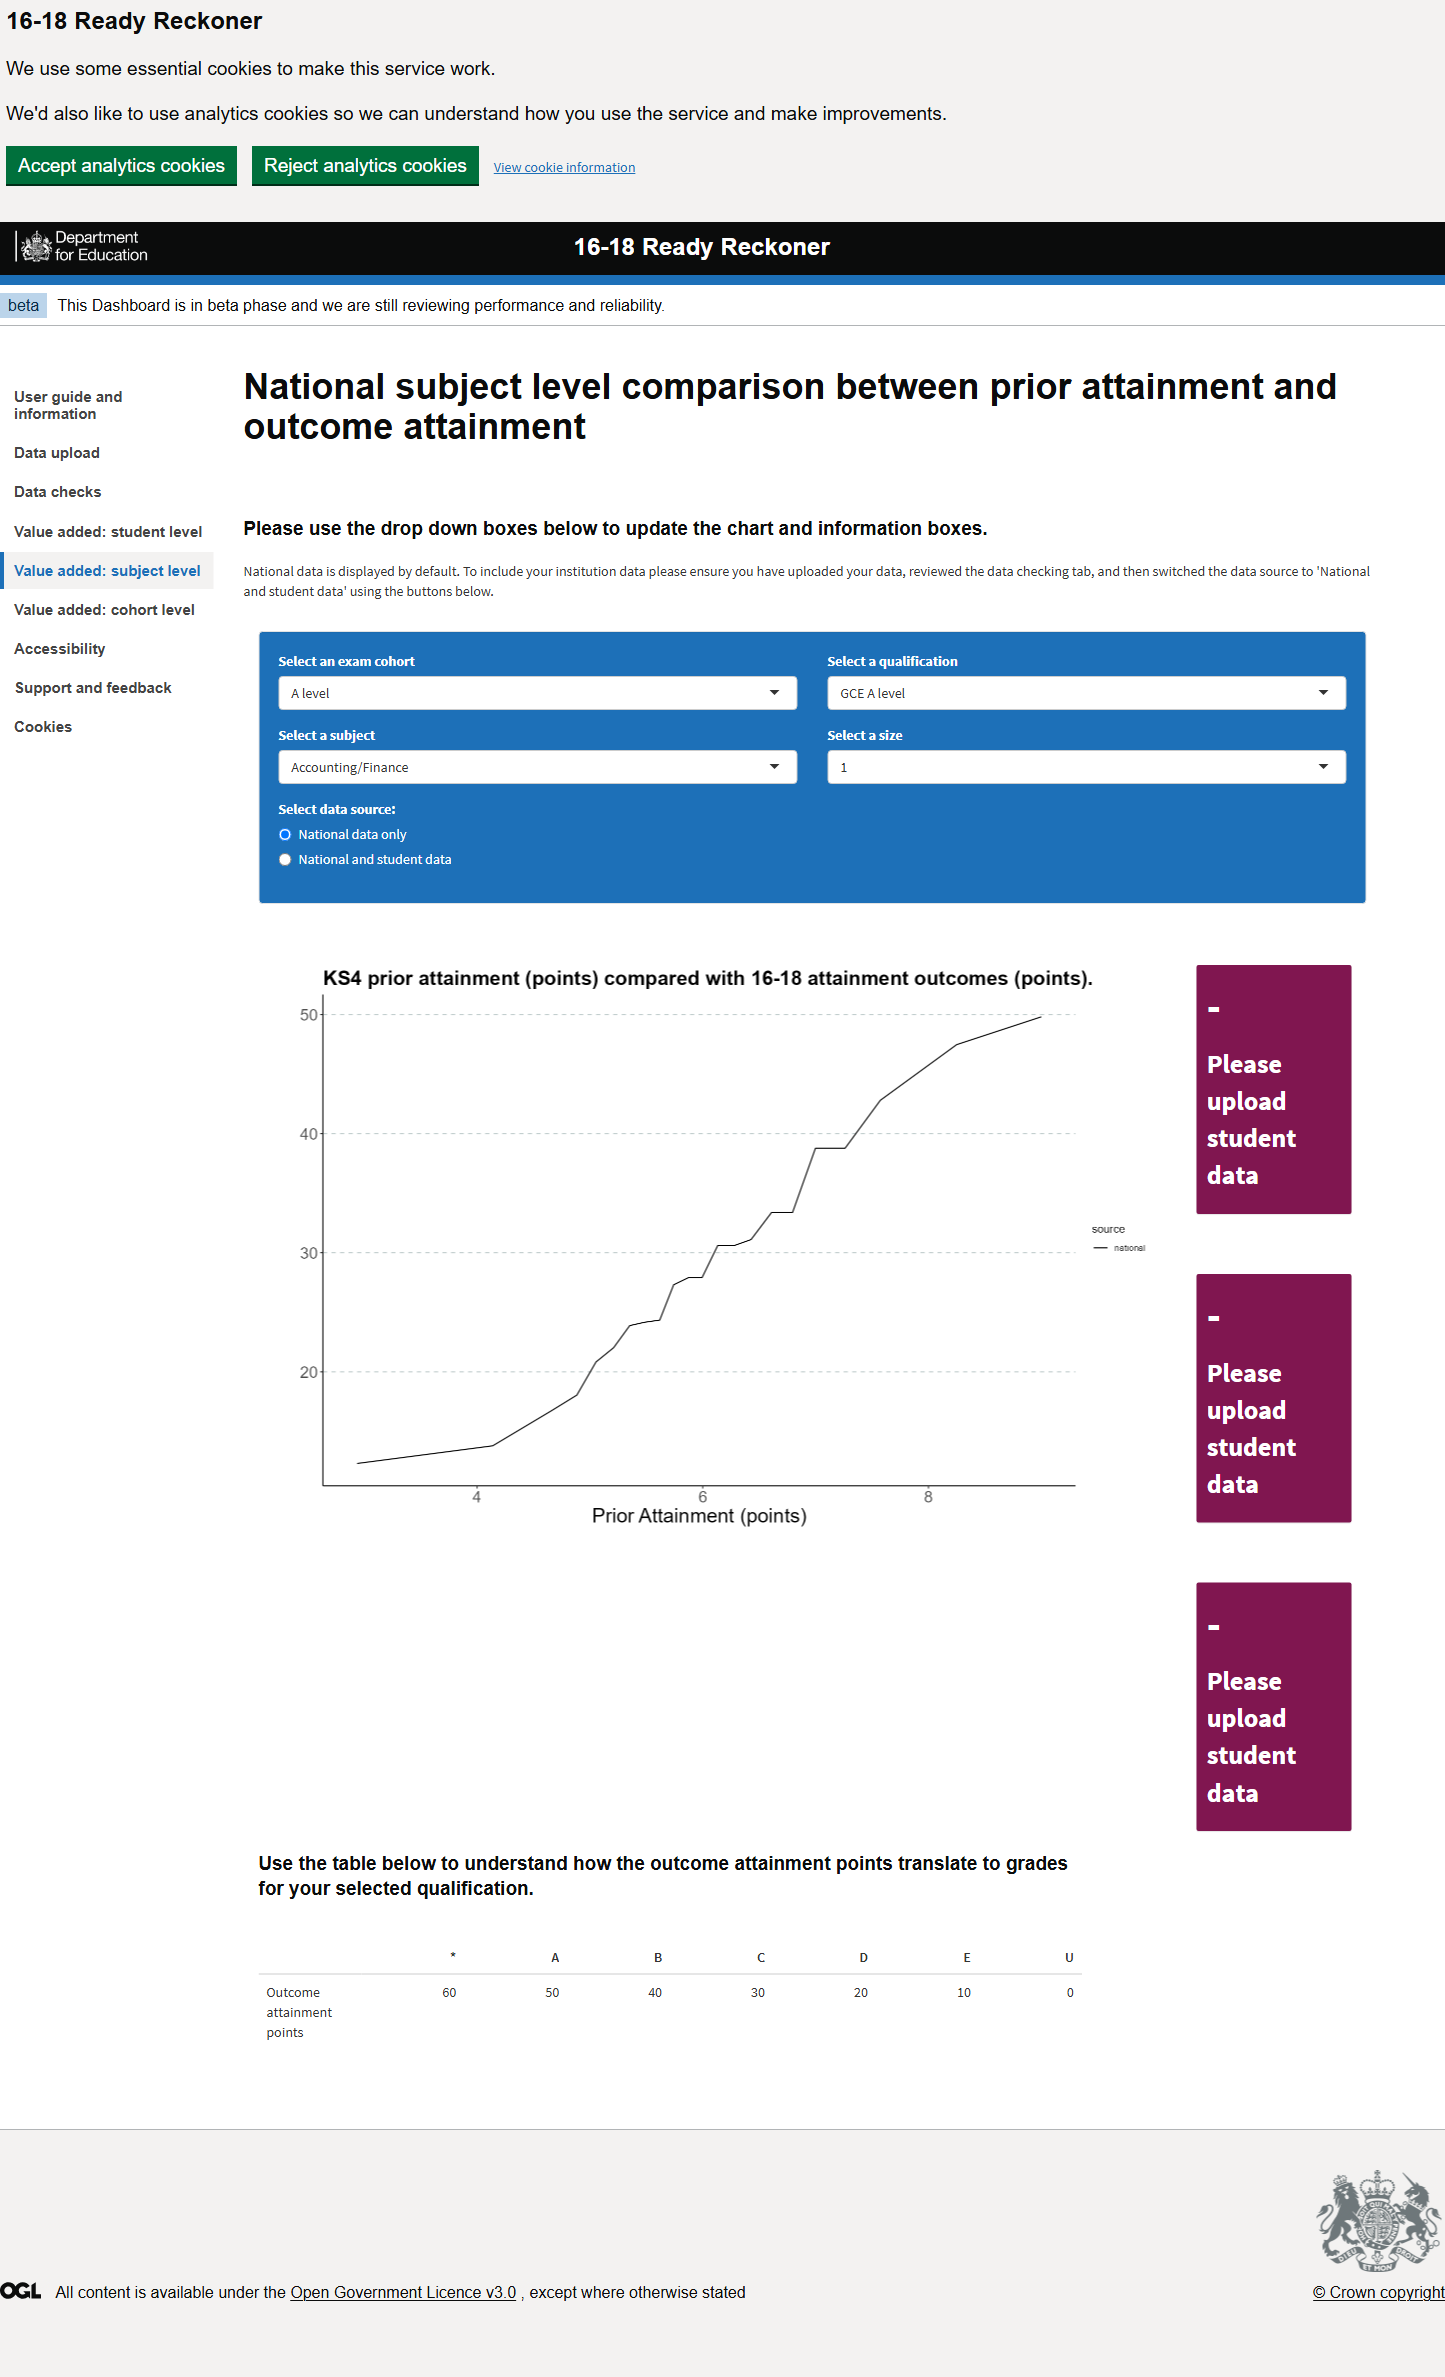 16-18 Ready Reckoner
We use some essential cookies to make this service work.
We'd also like to use analytics cookies so we can understand how you use the service and make improvements.
Accept analytics cookies
Reject analytics cookies
View cookie information
Department
for Education
16-18 Ready Reckoner
beta
This Dashboard is in beta phase and we are still reviewing performance and reliability.
User guide and
information
Data upload
Data checks
Value added: student level
Value added: subject level
Value added: cohort level
Accessibility
Support and feedback
Cookies
National subject level comparison between prior attainment and
outcome attainment
Please use the drop down boxes below to update the chart and information boxes.
National data is displayed by default. To include your institution data please ensure you have uploaded your data, reviewed the data checking tab, and then switched the data source to 'National
and student data' using the buttons below.
Select an exam cohort
A level
Select a qualification
GCE A level
Select a subject
Accounting/Finance
Select a size
1
Select data source:
National data only
National and student data
KS4 prior attainment (points) compared with 16-18 attainment outcomes (points).
50
40
30
20
4 6 8
Prior Attainment (points)
source
national
-
Please
upload
student
data
-
Please
upload
student
data
-
Please
upload
student
data
Use the table below to understand how the outcome attainment points translate to grades
for your selected qualification.
* A B C D E U
Outcome
attainment
points
60 50 40 30 20 10 0
OGL
All content is available under the Open Government Licence v3.0 , except where otherwise stated
© Crown copyright